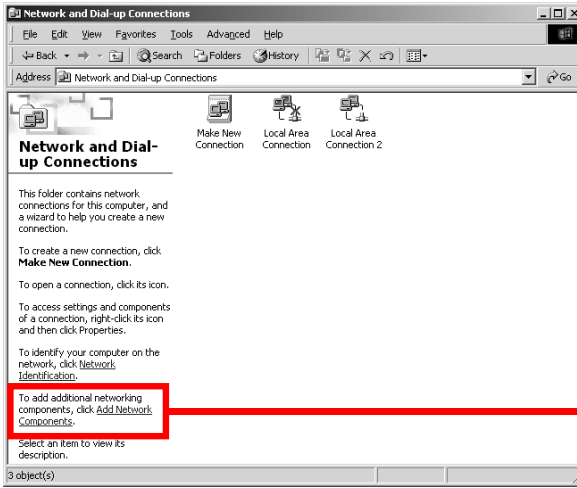 Network and Dial-up Connections
File Edit View Favorites Tools Advanced Help
Back Search Folders History
Address Network and Dial-up Connections Go
Network and Dial-
up Connections
This folder contains network
connections for this computer, and
a wizard to help you create a new
connection.
To create a new connection, click
Make New Connection.
To open a connection, click its icon.
To access settings and components
of a connection, right-click its icon
and then click Properties.
To identify your computer on the
network, click Network
Identification.
To add additional networking
components, click Add Network
Components.
Select an item to view its
description.
Make New
Connection
Local Area
Connection
Local Area
Connection 2
3 object(s)